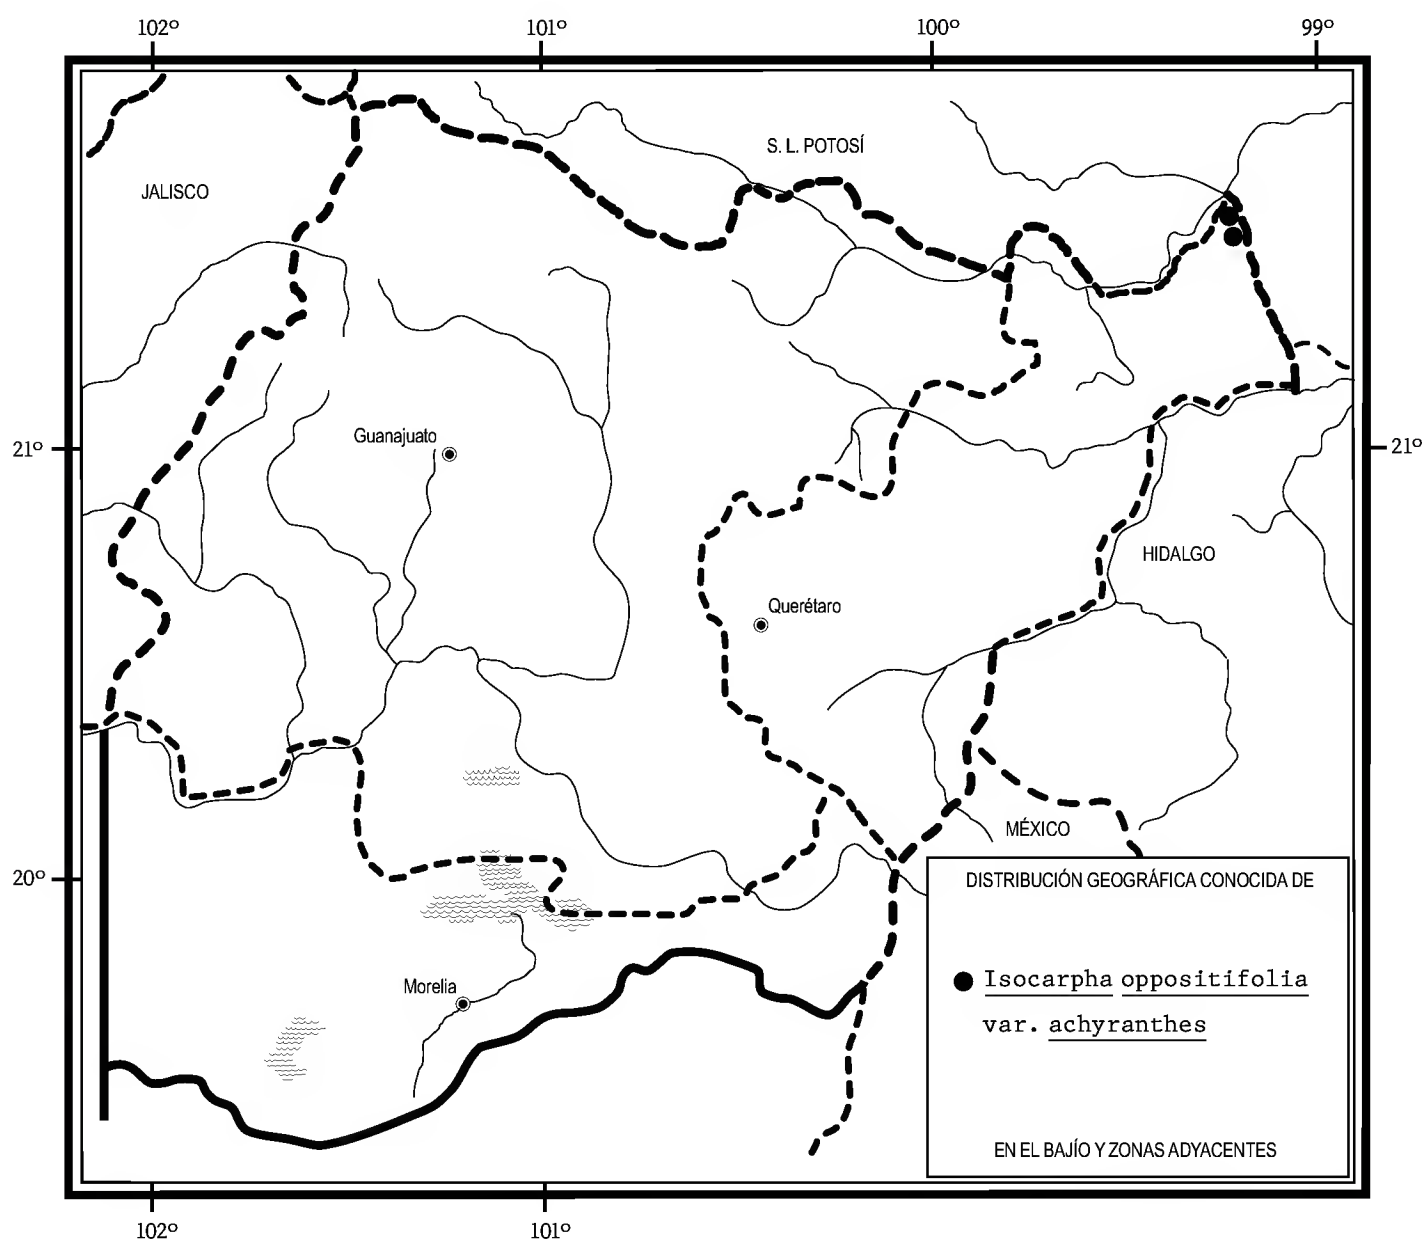 102º 101º 100º 99º
S. L. POTOSÍ
JALISCO
Guanajuato
21º 21º
HIDALGO
Querétaro
MÉXICO
20º
DISTRIBUCIÓN GEOGRÁFICA CONOCIDA DE
Isocarpha oppositifolia
var. achyranthes
EN EL BAJÍO Y ZONAS ADYACENTES
Morelia
102º 101º